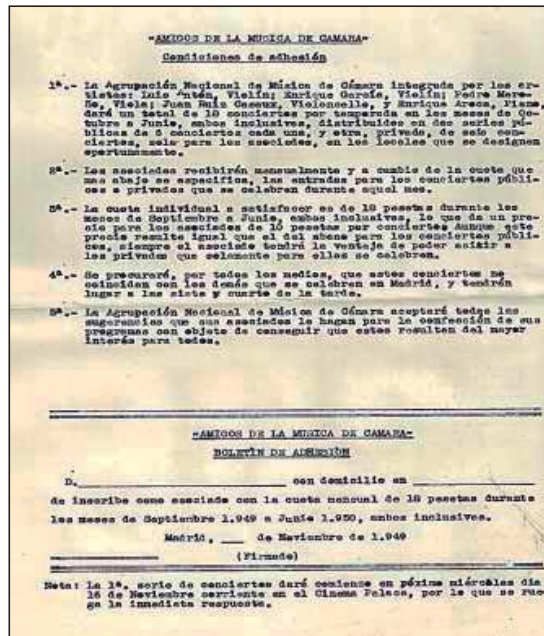 -AMIGOS DE LA MUSICA DE CAMARA-
Condiciones de adhesión
1ª.- La Agrupación Nacional de Música de Cámara integrada por los ar-
tistas: Luis Antón, Violín; Enrique García, Violín; Pedro Mere-
ño, Viola; Juan Ruiz Casaux, Violoncello, y Enrique Aroca, Piano,
dará un total de 18 conciertos por temporada en los meses de Oc-
tubre a Junio, ambos inclusives, distribuidos en dos series pú-
blicas de 6 conciertos cada una, y otra, privada, de seis con-
ciertos, solo para los asociados, en los locales que se designen
oportunamente.
2ª.- Los asociados recibirán mensualmente y a cambio de la cuota que
mas abajo se especifica, las entradas para los conciertos públi-
cos o privados que se celebren durante aquel mes.
3ª.- La cuota individual a satisfacer es de 18 pesetas durante los
meses de Septiembre a Junio, ambos inclusives, lo que da un pre-
cio para los asociados de 10 pesetas por concierto. Aunque este
precio resulte igual que el del abono para los conciertos públi-
cos, siempre el asociado tendrá la ventaja de poder asistir a
los privados que solamente para ellos se celebren.
4ª.- Se procurará, por todos los medios, que estos conciertos no
coincidan con los demás que se celebren en Madrid, y tendrán
lugar a las siete y cuarto de la tarde.
5ª.- La Agrupación Nacional de Música de Cámara aceptará todas las
sugerencias que sus asociados le hagan para la confección de sus
programas con objeto de conseguir que estos resulten del mayor
interés para todos.
-AMIGOS DE LA MUSICA DE CAMARA-
BOLETÍN DE ADHESIÓN
D. con domicilio en
de inscribe como asociado con la cuota mensual de 18 pesetas durante
los meses de Septiembre 1.949 a Junio 1.950, ambos inclusives.
Madrid, de Noviembre de 1.949
(Firmado)
Nota: La 1ª. serie de conciertos dará comienzo en póximo miércoles dia
16 de Noviembre corriente en el Cinema Palace, por lo que se rue
ga la inmediata respuesta.